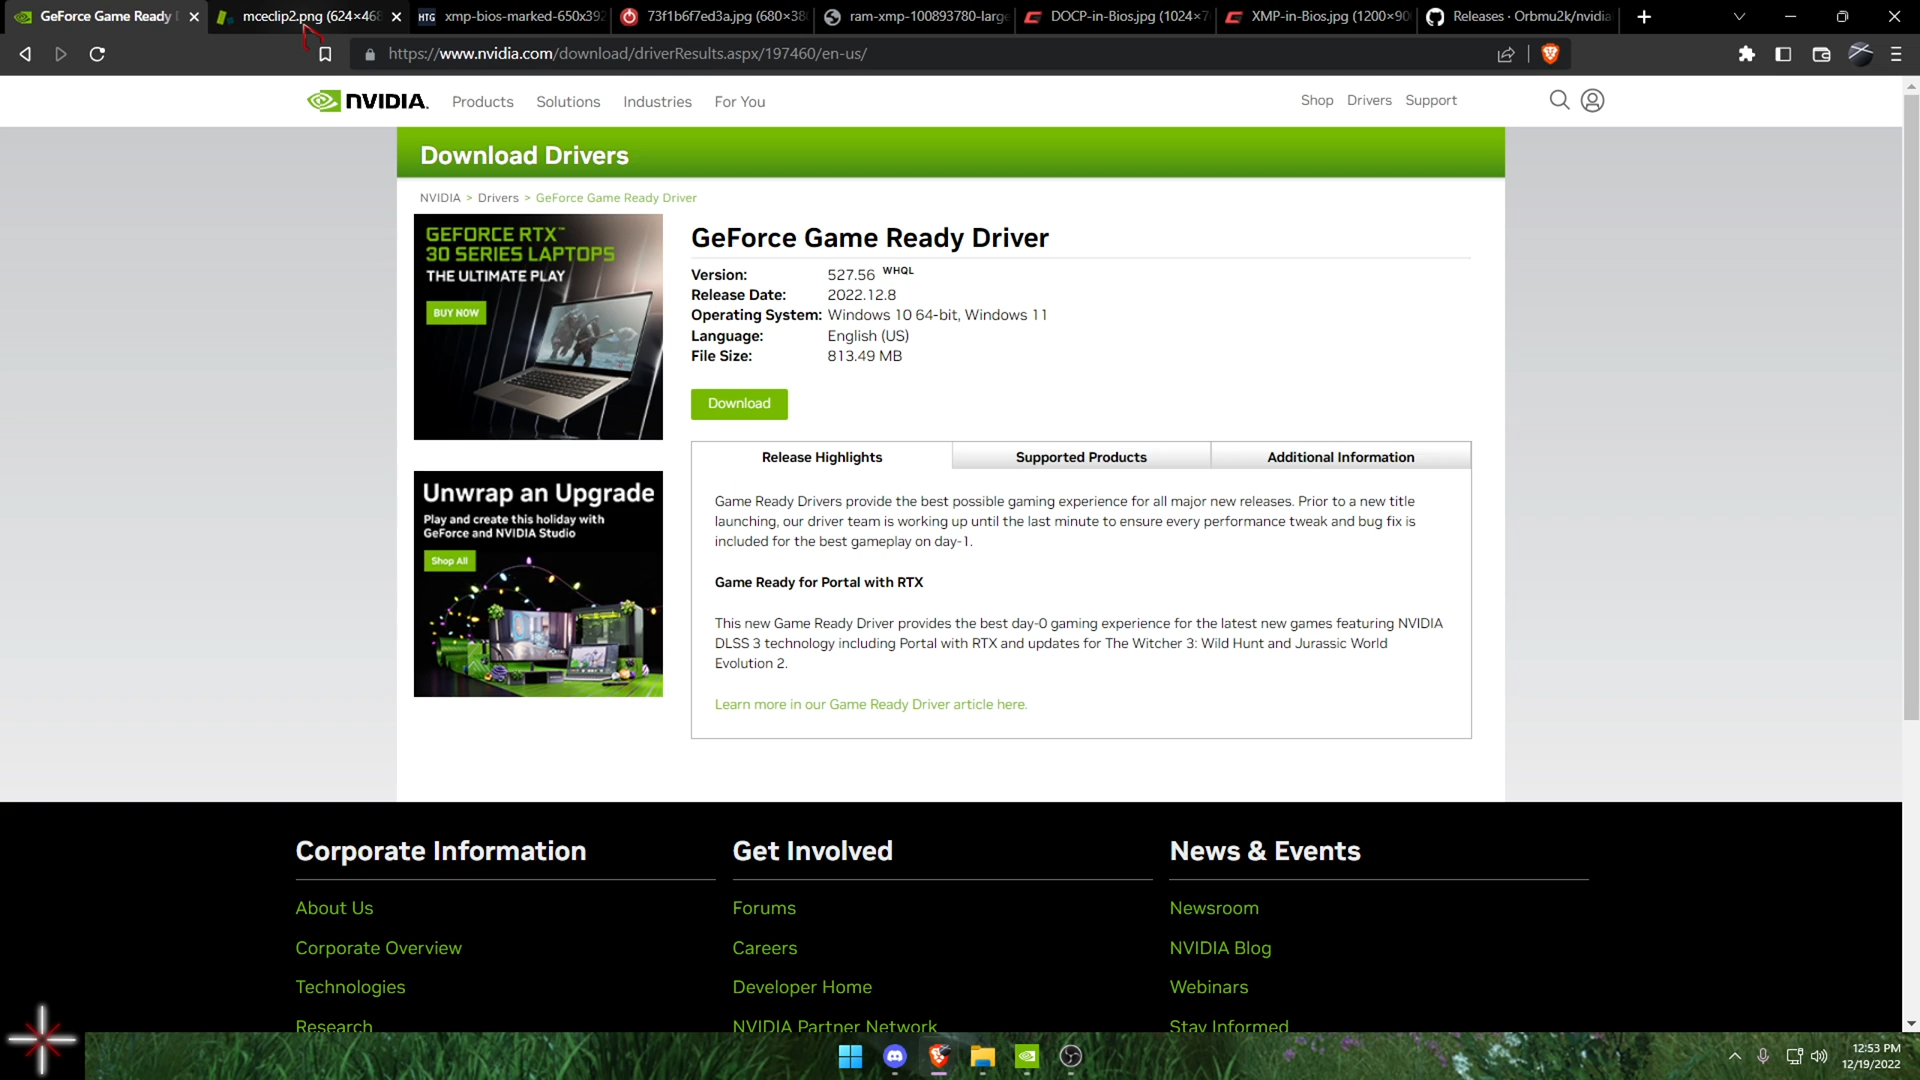 GeForce Game Ready
mceclip2.png (624×468
HTG xmp-bios-marked-650x392
73f1b6f7ed3a.jpg (680×38
ram-xmp-100893780-large
DOCP-in-Bios.jpg (1024×7
XMP-in-Bios.jpg (1200×90
Releases · Orbmu2k/nvidia
https://www.nvidia.com/download/driverResults.aspx/197460/en-us/
NVIDIA.
Products
Solutions
Industries
For You
Shop
Drivers
Support
Download Drivers
NVIDIA > Drivers > GeForce Game Ready Driver
GEFORCE RTX™
30 SERIES LAPTOPS
THE ULTIMATE PLAY
BUY NOW
GeForce Game Ready Driver
Version: 527.56 WHQL
Release Date: 2022.12.8
Operating System: Windows 10 64-bit, Windows 11
Language: English (US)
File Size: 813.49 MB
Download
Unwrap an Upgrade
Play and create this holiday with
GeForce and NVIDIA Studio
Shop All
Release Highlights
Supported Products
Additional Information
Game Ready Drivers provide the best possible gaming experience for all major new releases. Prior to a new title
launching, our driver team is working up until the last minute to ensure every performance tweak and bug fix is
included for the best gameplay on day-1.
Game Ready for Portal with RTX
This new Game Ready Driver provides the best day-0 gaming experience for the latest new games featuring NVIDIA
DLSS 3 technology including Portal with RTX and updates for The Witcher 3: Wild Hunt and Jurassic World
Evolution 2.
Learn more in our Game Ready Driver article here.
Corporate Information
About Us
Corporate Overview
Technologies
Research
Get Involved
Forums
Careers
Developer Home
NVIDIA Partner Network
News & Events
Newsroom
NVIDIA Blog
Webinars
Stay Informed
12:53 PM
12/19/2022